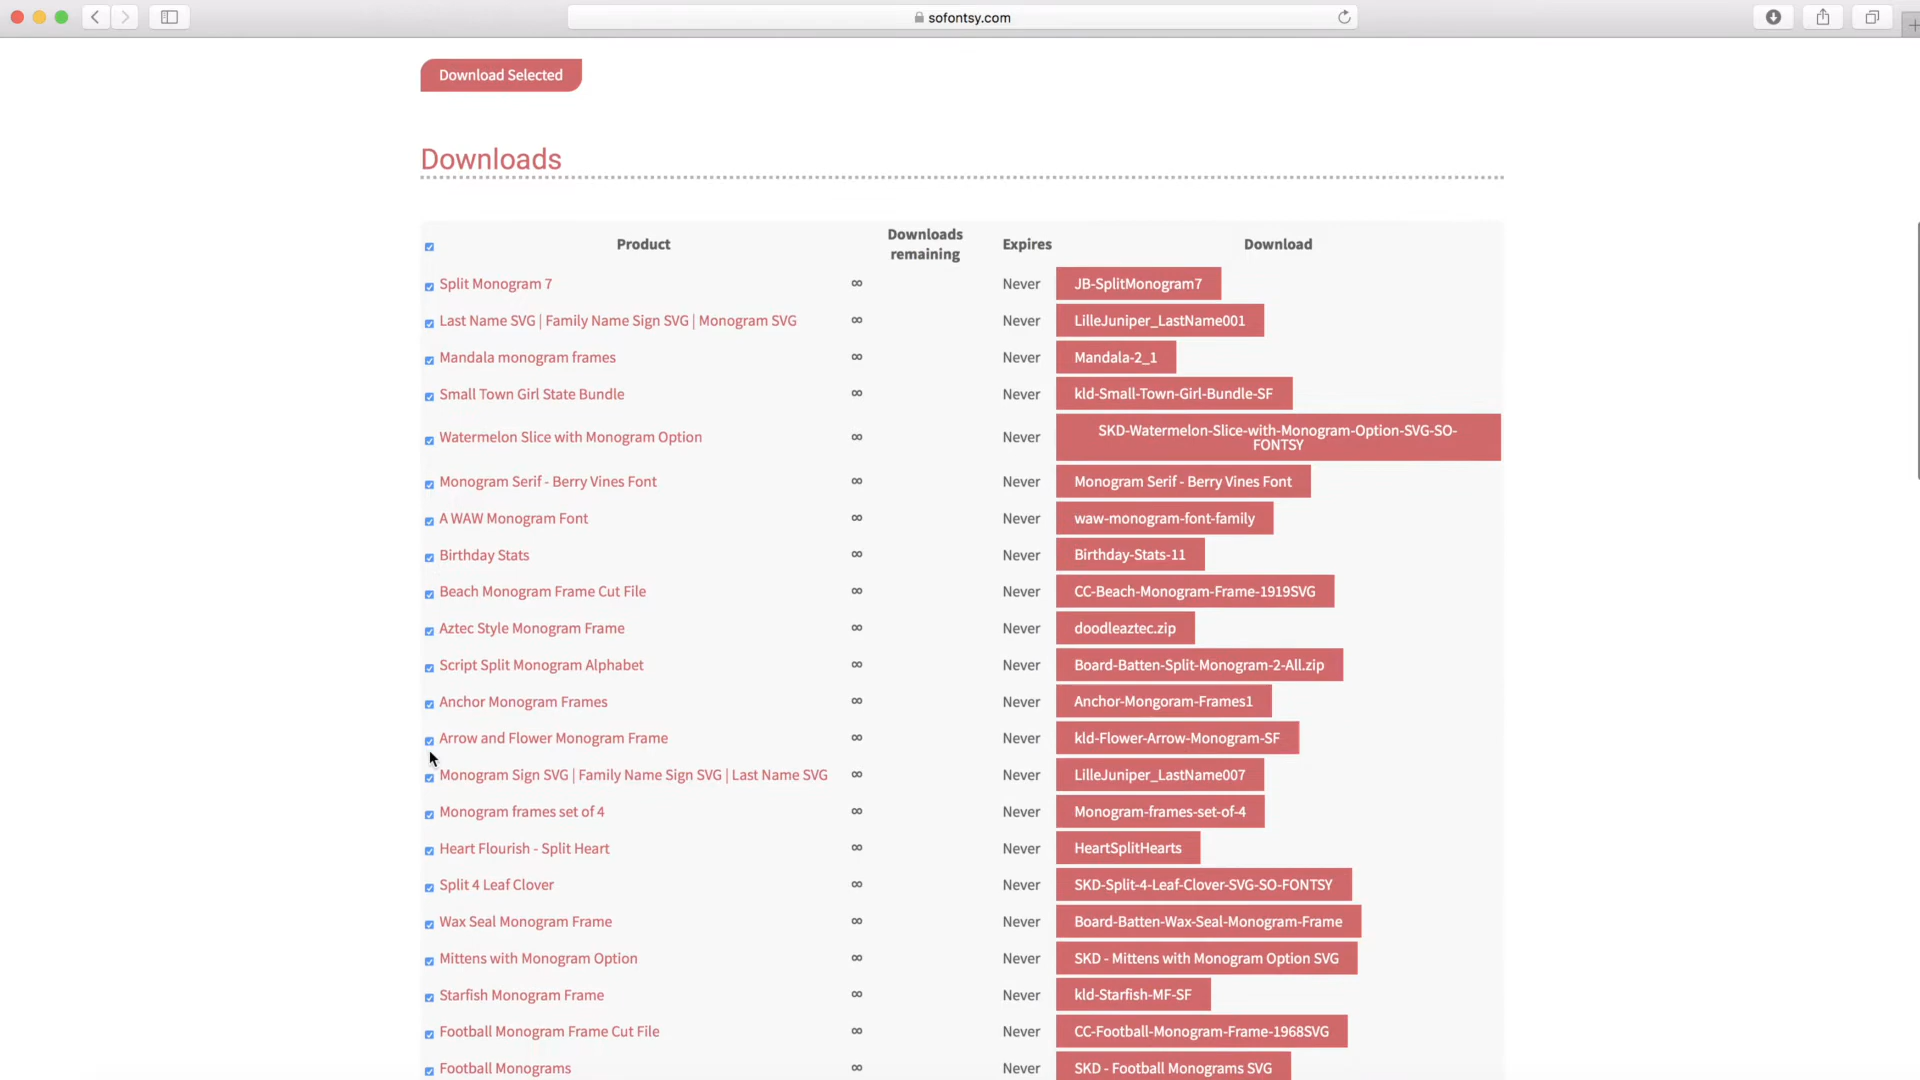 sofontsy.com
Download Selected
Downloads
Product Downloads Expires Download
remaining
Split Monogram 7 ∞ Never JB-SplitMonogram7
Last Name SVG | Family Name Sign SVG | Monogram SVG ∞ Never LilleJuniper_LastName001
Mandala monogram frames ∞ Never Mandala-2_1
Small Town Girl State Bundle ∞ Never kld-Small-Town-Girl-Bundle-SF
Watermelon Slice with Monogram Option ∞ Never SKD-Watermelon-Slice-with-Monogram-Option-SVG-SO-
FONTSY
Monogram Serif - Berry Vines Font ∞ Never Monogram Serif - Berry Vines Font
A WAW Monogram Font ∞ Never waw-monogram-font-family
Birthday Stats ∞ Never Birthday-Stats-11
Beach Monogram Frame Cut File ∞ Never CC-Beach-Monogram-Frame-1919SVG
Aztec Style Monogram Frame ∞ Never doodleaztec.zip
Script Split Monogram Alphabet ∞ Never Board-Batten-Split-Monogram-2-All.zip
Anchor Monogram Frames ∞ Never Anchor-Mongoram-Frames1
Arrow and Flower Monogram Frame ∞ Never kld-Flower-Arrow-Monogram-SF
Monogram Sign SVG | Family Name Sign SVG | Last Name SVG ∞ Never LilleJuniper_LastName007
Monogram frames set of 4 ∞ Never Monogram-frames-set-of-4
Heart Flourish - Split Heart ∞ Never HeartSplitHearts
Split 4 Leaf Clover ∞ Never SKD-Split-4-Leaf-Clover-SVG-SO-FONTSY
Wax Seal Monogram Frame ∞ Never Board-Batten-Wax-Seal-Monogram-Frame
Mittens with Monogram Option ∞ Never SKD - Mittens with Monogram Option SVG
Starfish Monogram Frame ∞ Never kld-Starfish-MF-SF
Football Monogram Frame Cut File ∞ Never CC-Football-Monogram-Frame-1968SVG
Football Monograms ∞ Never SKD - Football Monograms SVG